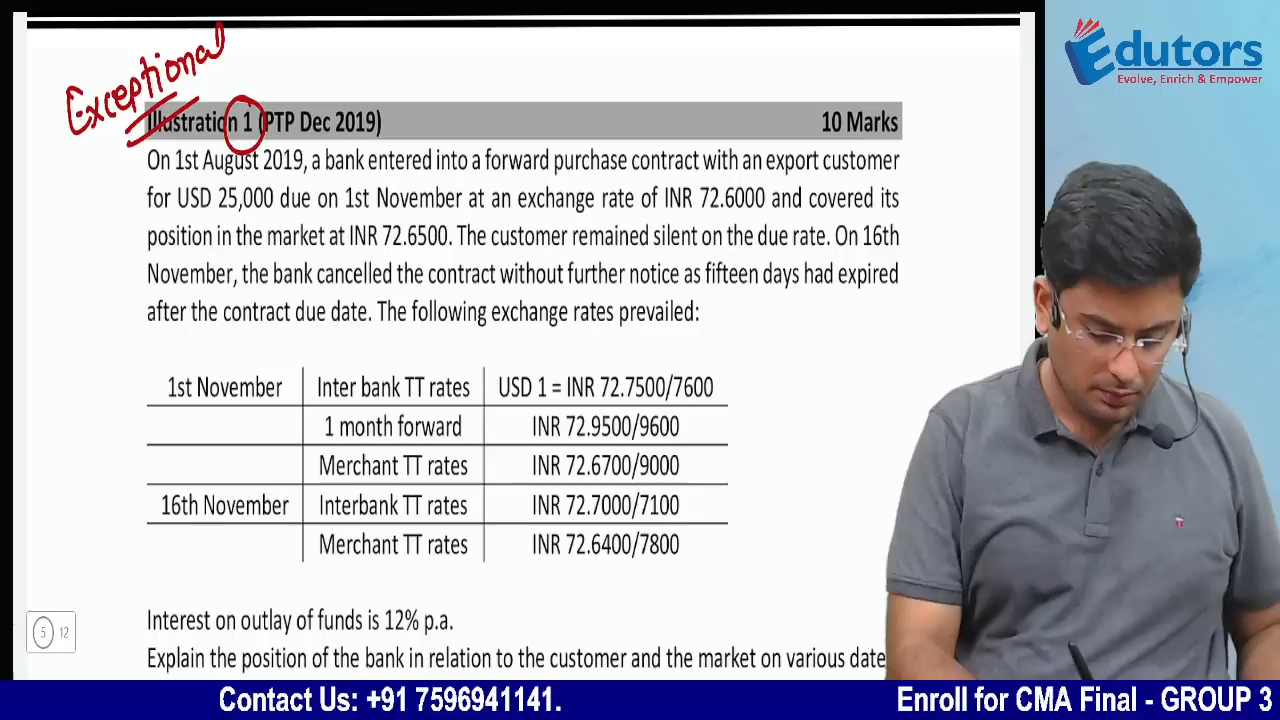 Exceptional
Edutors
Evolve, Enrich & Empower
Illustration 1 (PTP Dec 2019) 10 Marks
On 1st August 2019, a bank entered into a forward purchase contract with an export customer
for USD 25,000 due on 1st November at an exchange rate of INR 72.6000 and covered its
position in the market at INR 72.6500. The customer remained silent on the due rate. On 16th
November, the bank cancelled the contract without further notice as fifteen days had expired
after the contract due date. The following exchange rates prevailed:
1st November Inter bank TT rates USD 1 = INR 72.7500/7600
1 month forward INR 72.9500/9600
Merchant TT rates INR 72.6700/9000
16th November Interbank TT rates INR 72.7000/7100
Merchant TT rates INR 72.6400/7800
Interest on outlay of funds is 12% p.a.
5 12
Explain the position of the bank in relation to the customer and the market on various date
Contact Us: +91 7596941141. Enroll for CMA Final - GROUP 3